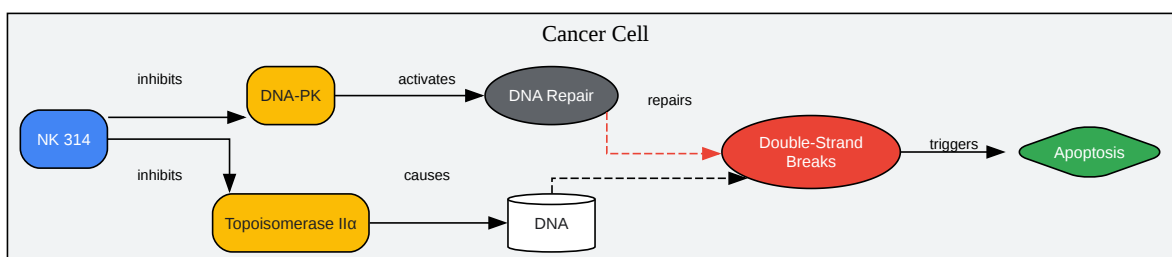 Cancer Cell
inhibits
DNA-PK
activates
DNA Repair
repairs
NK 314
Double-Strand
Breaks
triggers
Apoptosis
inhibits
causes
Topoisomerase IIα
DNA